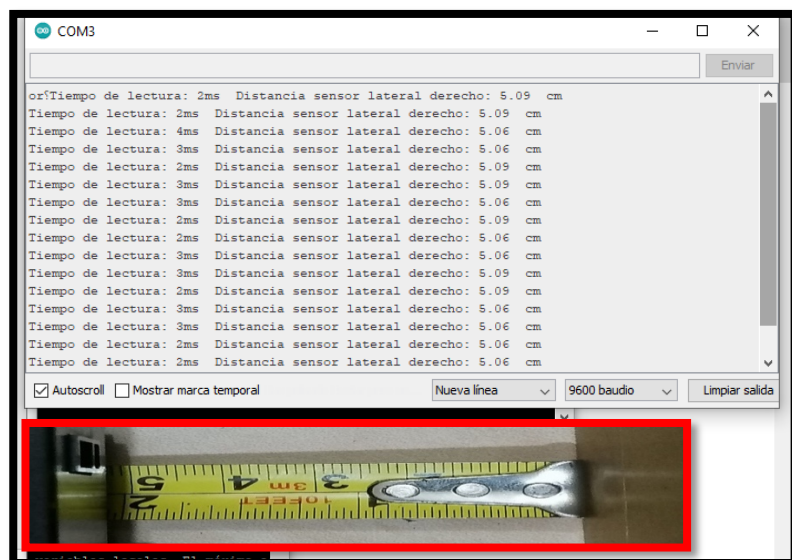 COM3
Enviar
or⸮Tiempo de lectura: 2ms  Distancia sensor lateral derecho: 5.09  cm
Tiempo de lectura: 2ms  Distancia sensor lateral derecho: 5.09  cm
Tiempo de lectura: 4ms  Distancia sensor lateral derecho: 5.06  cm
Tiempo de lectura: 3ms  Distancia sensor lateral derecho: 5.06  cm
Tiempo de lectura: 2ms  Distancia sensor lateral derecho: 5.09  cm
Tiempo de lectura: 3ms  Distancia sensor lateral derecho: 5.09  cm
Tiempo de lectura: 3ms  Distancia sensor lateral derecho: 5.06  cm
Tiempo de lectura: 2ms  Distancia sensor lateral derecho: 5.09  cm
Tiempo de lectura: 2ms  Distancia sensor lateral derecho: 5.06  cm
Tiempo de lectura: 3ms  Distancia sensor lateral derecho: 5.06  cm
Tiempo de lectura: 3ms  Distancia sensor lateral derecho: 5.09  cm
Tiempo de lectura: 2ms  Distancia sensor lateral derecho: 5.09  cm
Tiempo de lectura: 3ms  Distancia sensor lateral derecho: 5.06  cm
Tiempo de lectura: 3ms  Distancia sensor lateral derecho: 5.06  cm
Tiempo de lectura: 2ms  Distancia sensor lateral derecho: 5.06  cm
Tiempo de lectura: 2ms  Distancia sensor lateral derecho: 5.06  cm
Autoscroll Mostrar marca temporal Nueva línea 9600 baudio Limpiar salida
5 4 3m 3
2 10FEET 1
variables locales. El máximo